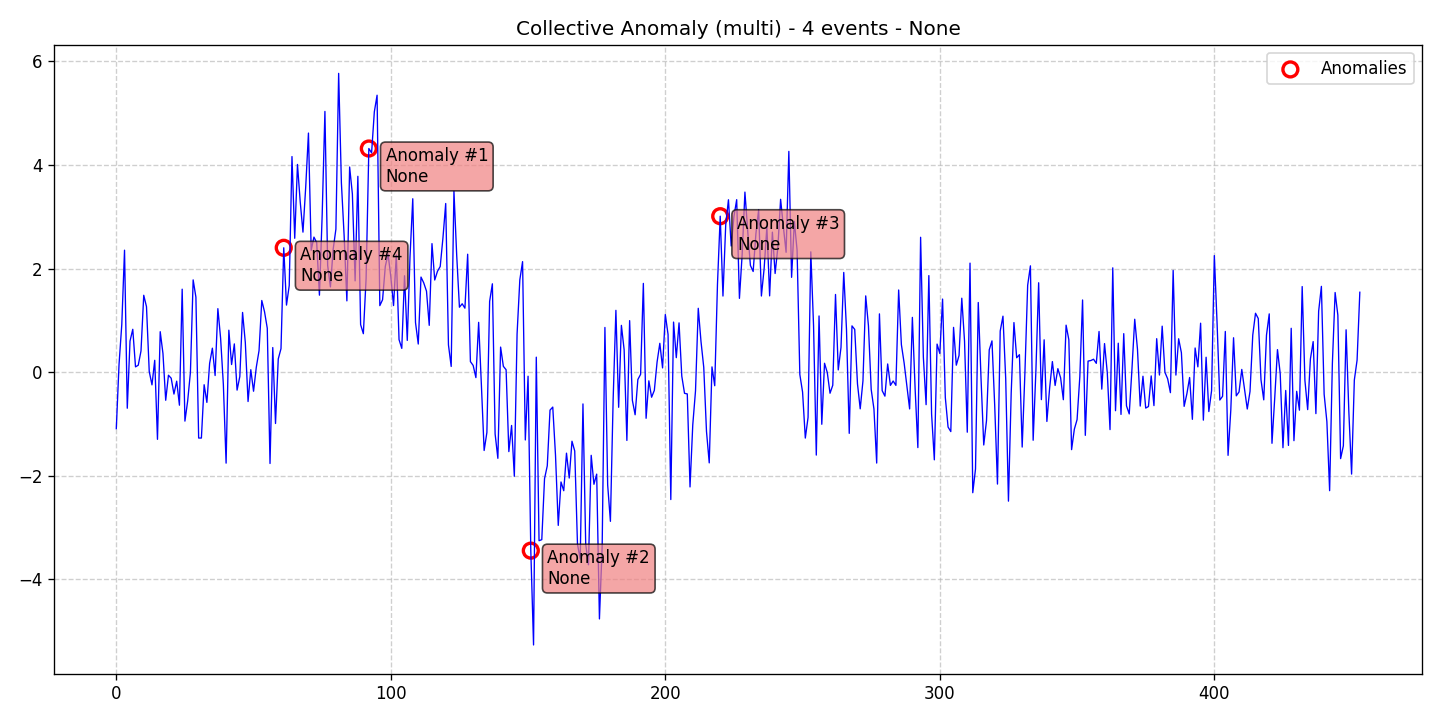 Collective Anomaly (multi) - 4 events - None
Anomalies
6
4
2
0
−2
−4
Anomaly #1
None
Anomaly #4
None
Anomaly #3
None
Anomaly #2
None
0
100
200
300
400